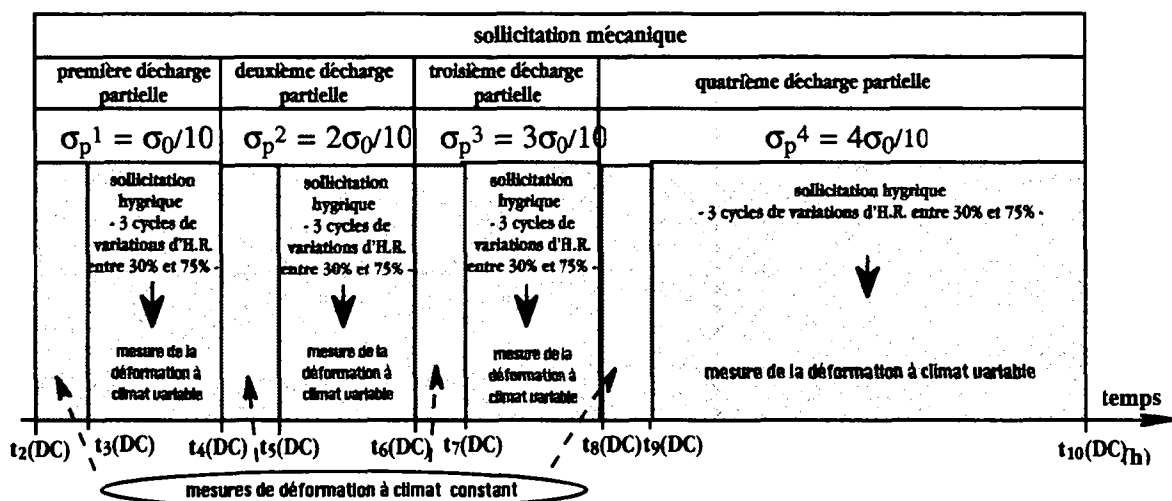 sollicitation mécanique
première décharge
partielle
deuxième décharge
partielle
troisième décharge
partielle
quatrième décharge partielle
σp1 = σ0/10
σp2 = 2σ0/10
σp3 = 3σ0/10
σp4 = 4σ0/10
sollicitation
hygrique
- 3 cycles de
variations d'H.R.
entre 30% et 75% -
sollicitation
hygrique
- 3 cycles de
variations d'H.R.
entre 30% et 75% -
sollicitation
hygrique
- 3 cycles de
variations d'H.R.
entre 30% et 75% -
sollicitation hygrique
- 3 cycles de variations d'H.R. entre 30% et 75% -
mesure de la
déformation à
climat variable
mesure de la
déformation à
climat variable
mesure de la
déformation à
climat variable
mesure de la déformation à climat variable
temps
t2(DC)
t3(DC)
t4(DC)
t5(DC)
t6(DC)
t7(DC)
t8(DC)
t9(DC)
t10(DC)
(h)
mesures de déformation à climat constant